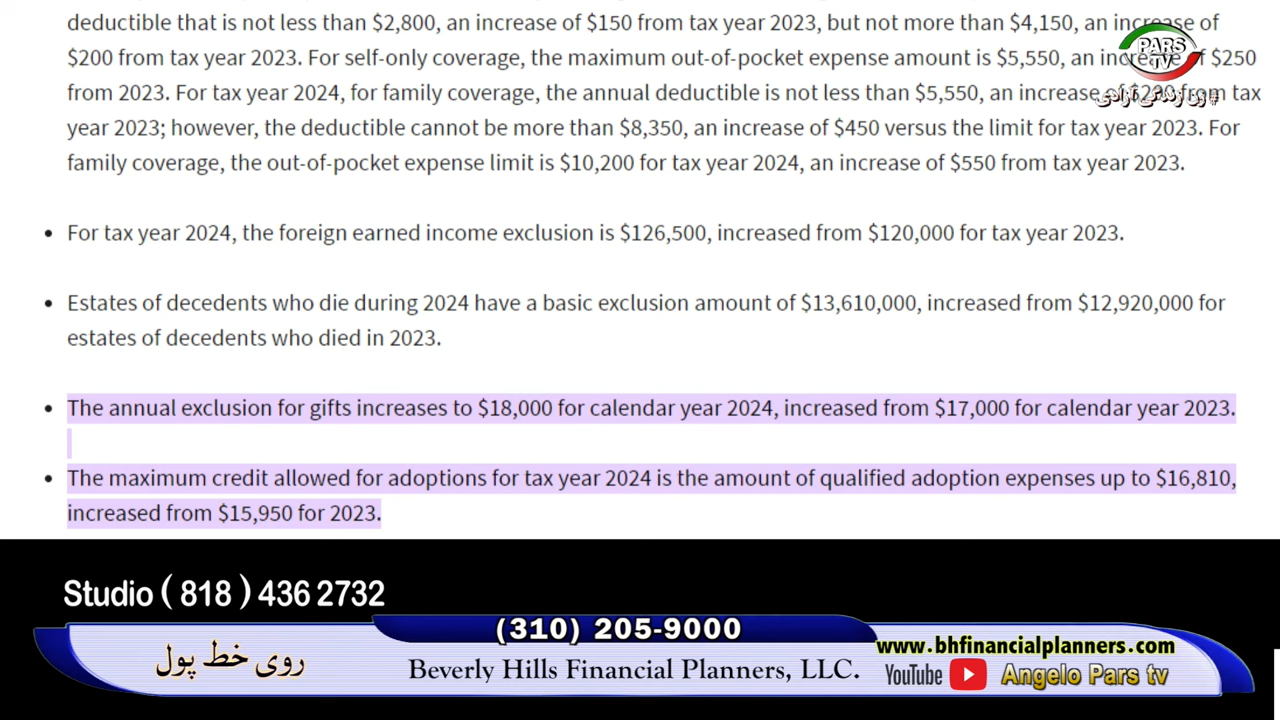 deductible that is not less than $2,800, an increase of $150 from tax year 2023, but not more than $4,150, an increase of
$200 from tax year 2023. For self-only coverage, the maximum out-of-pocket expense amount is $5,550, an increase of $250
from 2023. For tax year 2024, for family coverage, the annual deductible is not less than $5,550, an increase of $200 from tax
year 2023; however, the deductible cannot be more than $8,350, an increase of $450 versus the limit for tax year 2023. For
family coverage, the out-of-pocket expense limit is $10,200 for tax year 2024, an increase of $550 from tax year 2023.
PARS
TV
#زن زندگی آزادی
• For tax year 2024, the foreign earned income exclusion is $126,500, increased from $120,000 for tax year 2023.
• Estates of decedents who die during 2024 have a basic exclusion amount of $13,610,000, increased from $12,920,000 for
estates of decedents who died in 2023.
• The annual exclusion for gifts increases to $18,000 for calendar year 2024, increased from $17,000 for calendar year 2023.
• The maximum credit allowed for adoptions for tax year 2024 is the amount of qualified adoption expenses up to $16,810,
increased from $15,950 for 2023.
Studio ( 818 ) 436 2732
(310) 205-9000
روی خط پول
Beverly Hills Financial Planners, LLC.
www.bhfinancialplanners.com
YouTube Angelo Pars tv